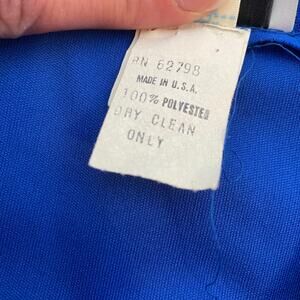 RN 62798
MADE IN U.S.A.
100% POLYESTER
DRY CLEAN
ONLY